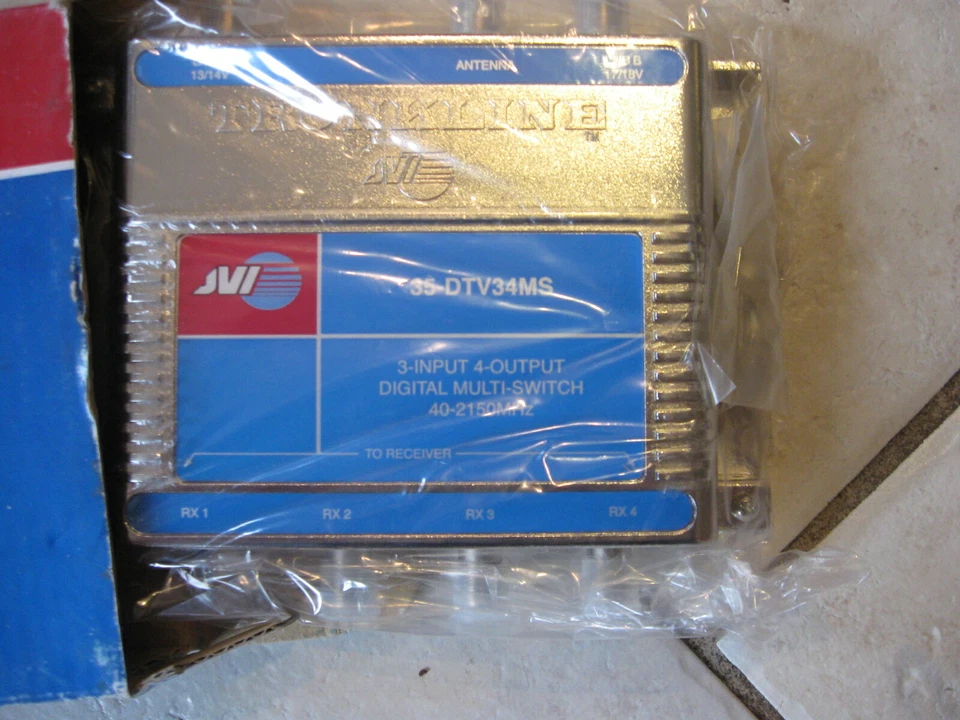 ANTENNA
13/14V
17/18V
TRUNKLINE
TM
JVI
JVI
35-DTV34MS
3-INPUT 4-OUTPUT
DIGITAL MULTI-SWITCH
40-2150MHz
TO RECEIVER
RX 1 RX 2 RX 3 RX 4